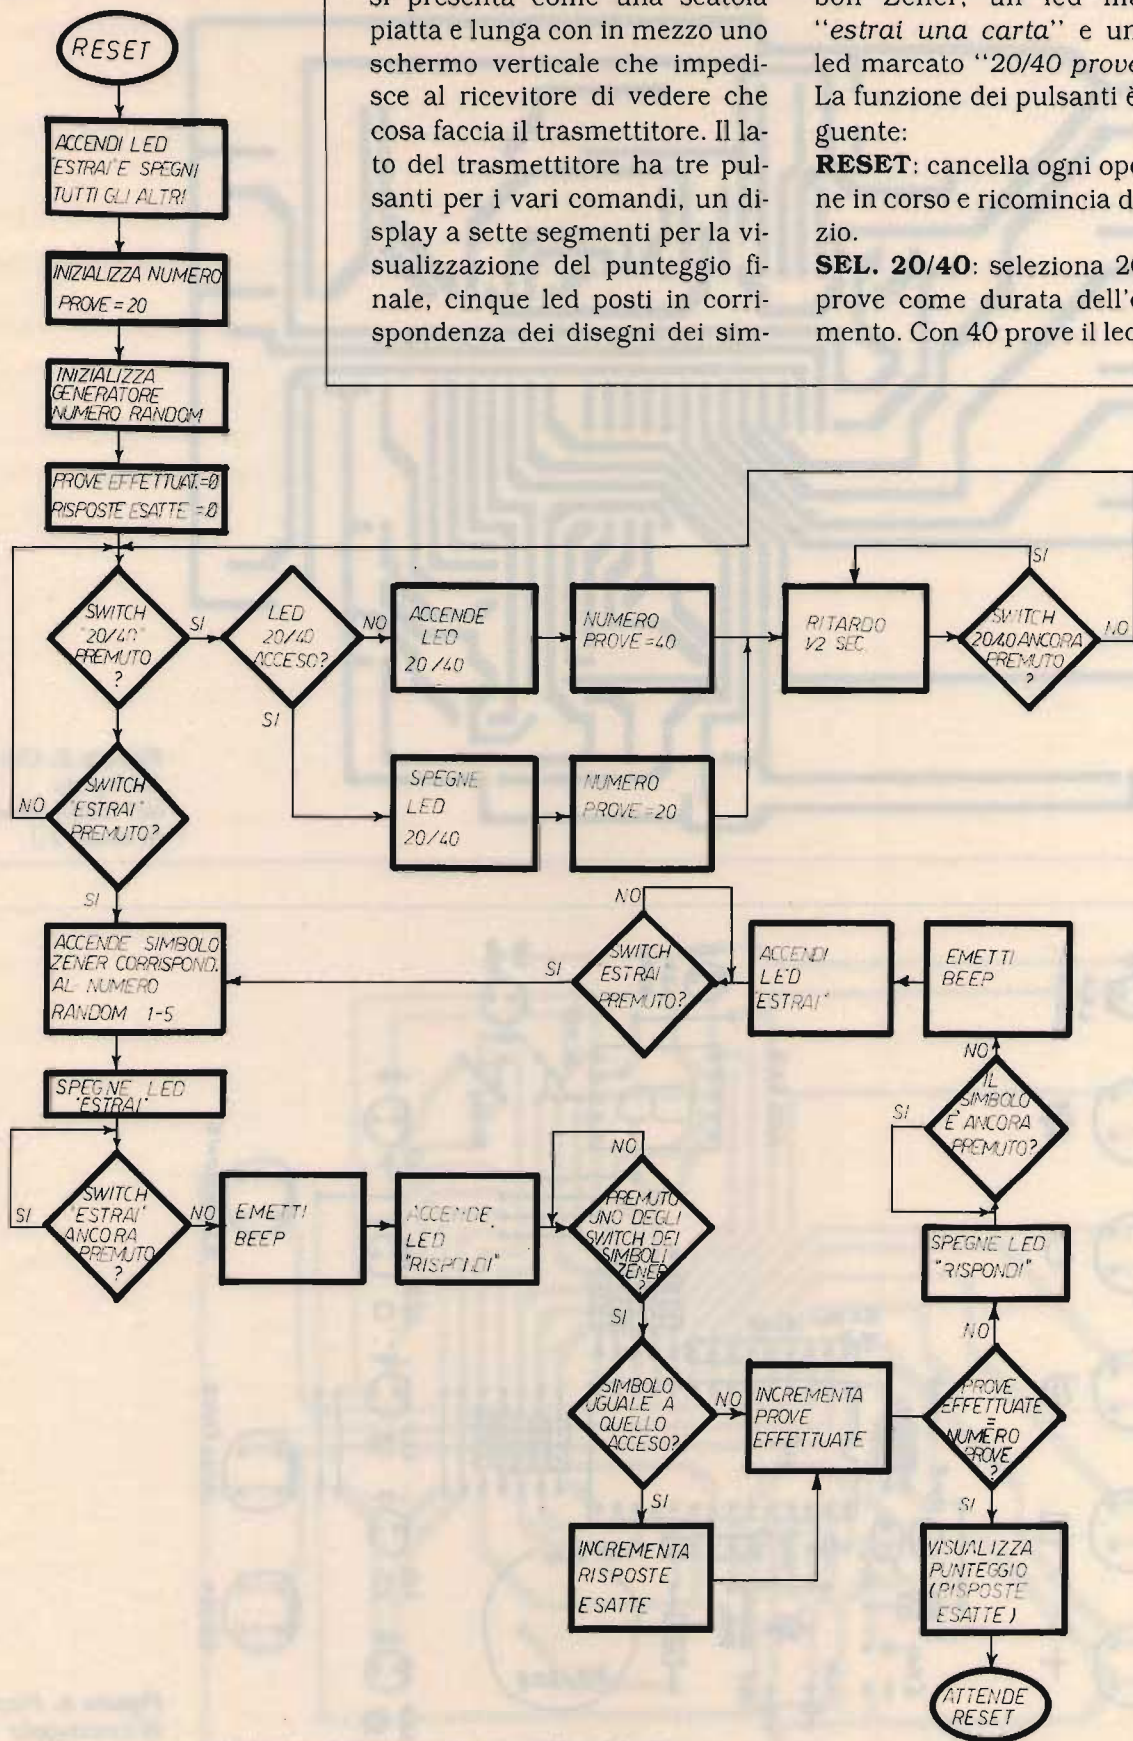 si presenta come una scatola
piatta e lunga con in mezzo uno
schermo verticale che impedi-
sce al ricevitore di vedere che
cosa faccia il trasmettitore. Il la-
to del trasmettitore ha tre pul-
santi per i vari comandi, un di-
splay a sette segmenti per la vi-
sualizzazione del punteggio fi-
nale, cinque led posti in corri-
spondenza dei disegni dei sim-
boli Zener, un led
"estrai una carta" e un
led marcato "20/40 prove
La funzione dei pulsanti è
guente:
RESET: cancella ogni ope
ne in corso e ricomincia d
zio.
SEL. 20/40: seleziona 20
prove come durata dell'e
mento. Con 40 prove il led
RESET
ACCENDI LED
"ESTRAI" E SPEGNI
TUTTI GLI ALTRI
INIZIALIZZA NUMERO
PROVE = 20
INIZIALIZZA
GENERATORE
NUMERO RANDOM
PROVE EFFETTUAT.=0
RISPOSTE ESATTE =0
SWITCH
"20/40"
PREMUTO
?
SI
LED
20/40
ACCESO?
NO
ACCENDE
LED
20/40
NUMERO
PROVE=40
RITARDO
1/2 SEC.
SI
SWITCH
20/40 ANCORA
PREMUTO
?
NO
SI
SPEGNE
LED
20/40
NUMERO
PROVE=20
SWITCH
"ESTRAI"
PREMUTO?
NO
SI
ACCENDE SIMBOLO
ZENER CORRISPOND.
AL NUMERO
RANDOM 1-5
SI
NO
SWITCH
ESTRAI
PREMUTO?
ACCENDI
LED
"ESTRAI"
EMETTI
BEEP
NO
IL
SIMBOLO
E' ANCORA
PREMUTO?
SI
SPEGNE LED
"ESTRAI"
SWITCH
"ESTRAI"
ANCORA
PREMUTO
?
SI
NO
EMETTI
BEEP
ACCENDE
LED
"RISPONDI"
NO
PREMUTO
UNO DEGLI
SWITCH DEI
SIMBOLI
ZENER
?
SI
SPEGNE LED
"RISPONDI"
NO
SIMBOLO
UGUALE A
QUELLO
ACCESO?
NO
INCREMENTA
PROVE
EFFETTUATE
PROVE
EFFETTUATE
=
NUMERO
PROVE
?
SI
SI
INCREMENTA
RISPOSTE
ESATTE
VISUALIZZA
PUNTEGGIO
(RISPOSTE
ESATTE)
ATTENDE
RESET